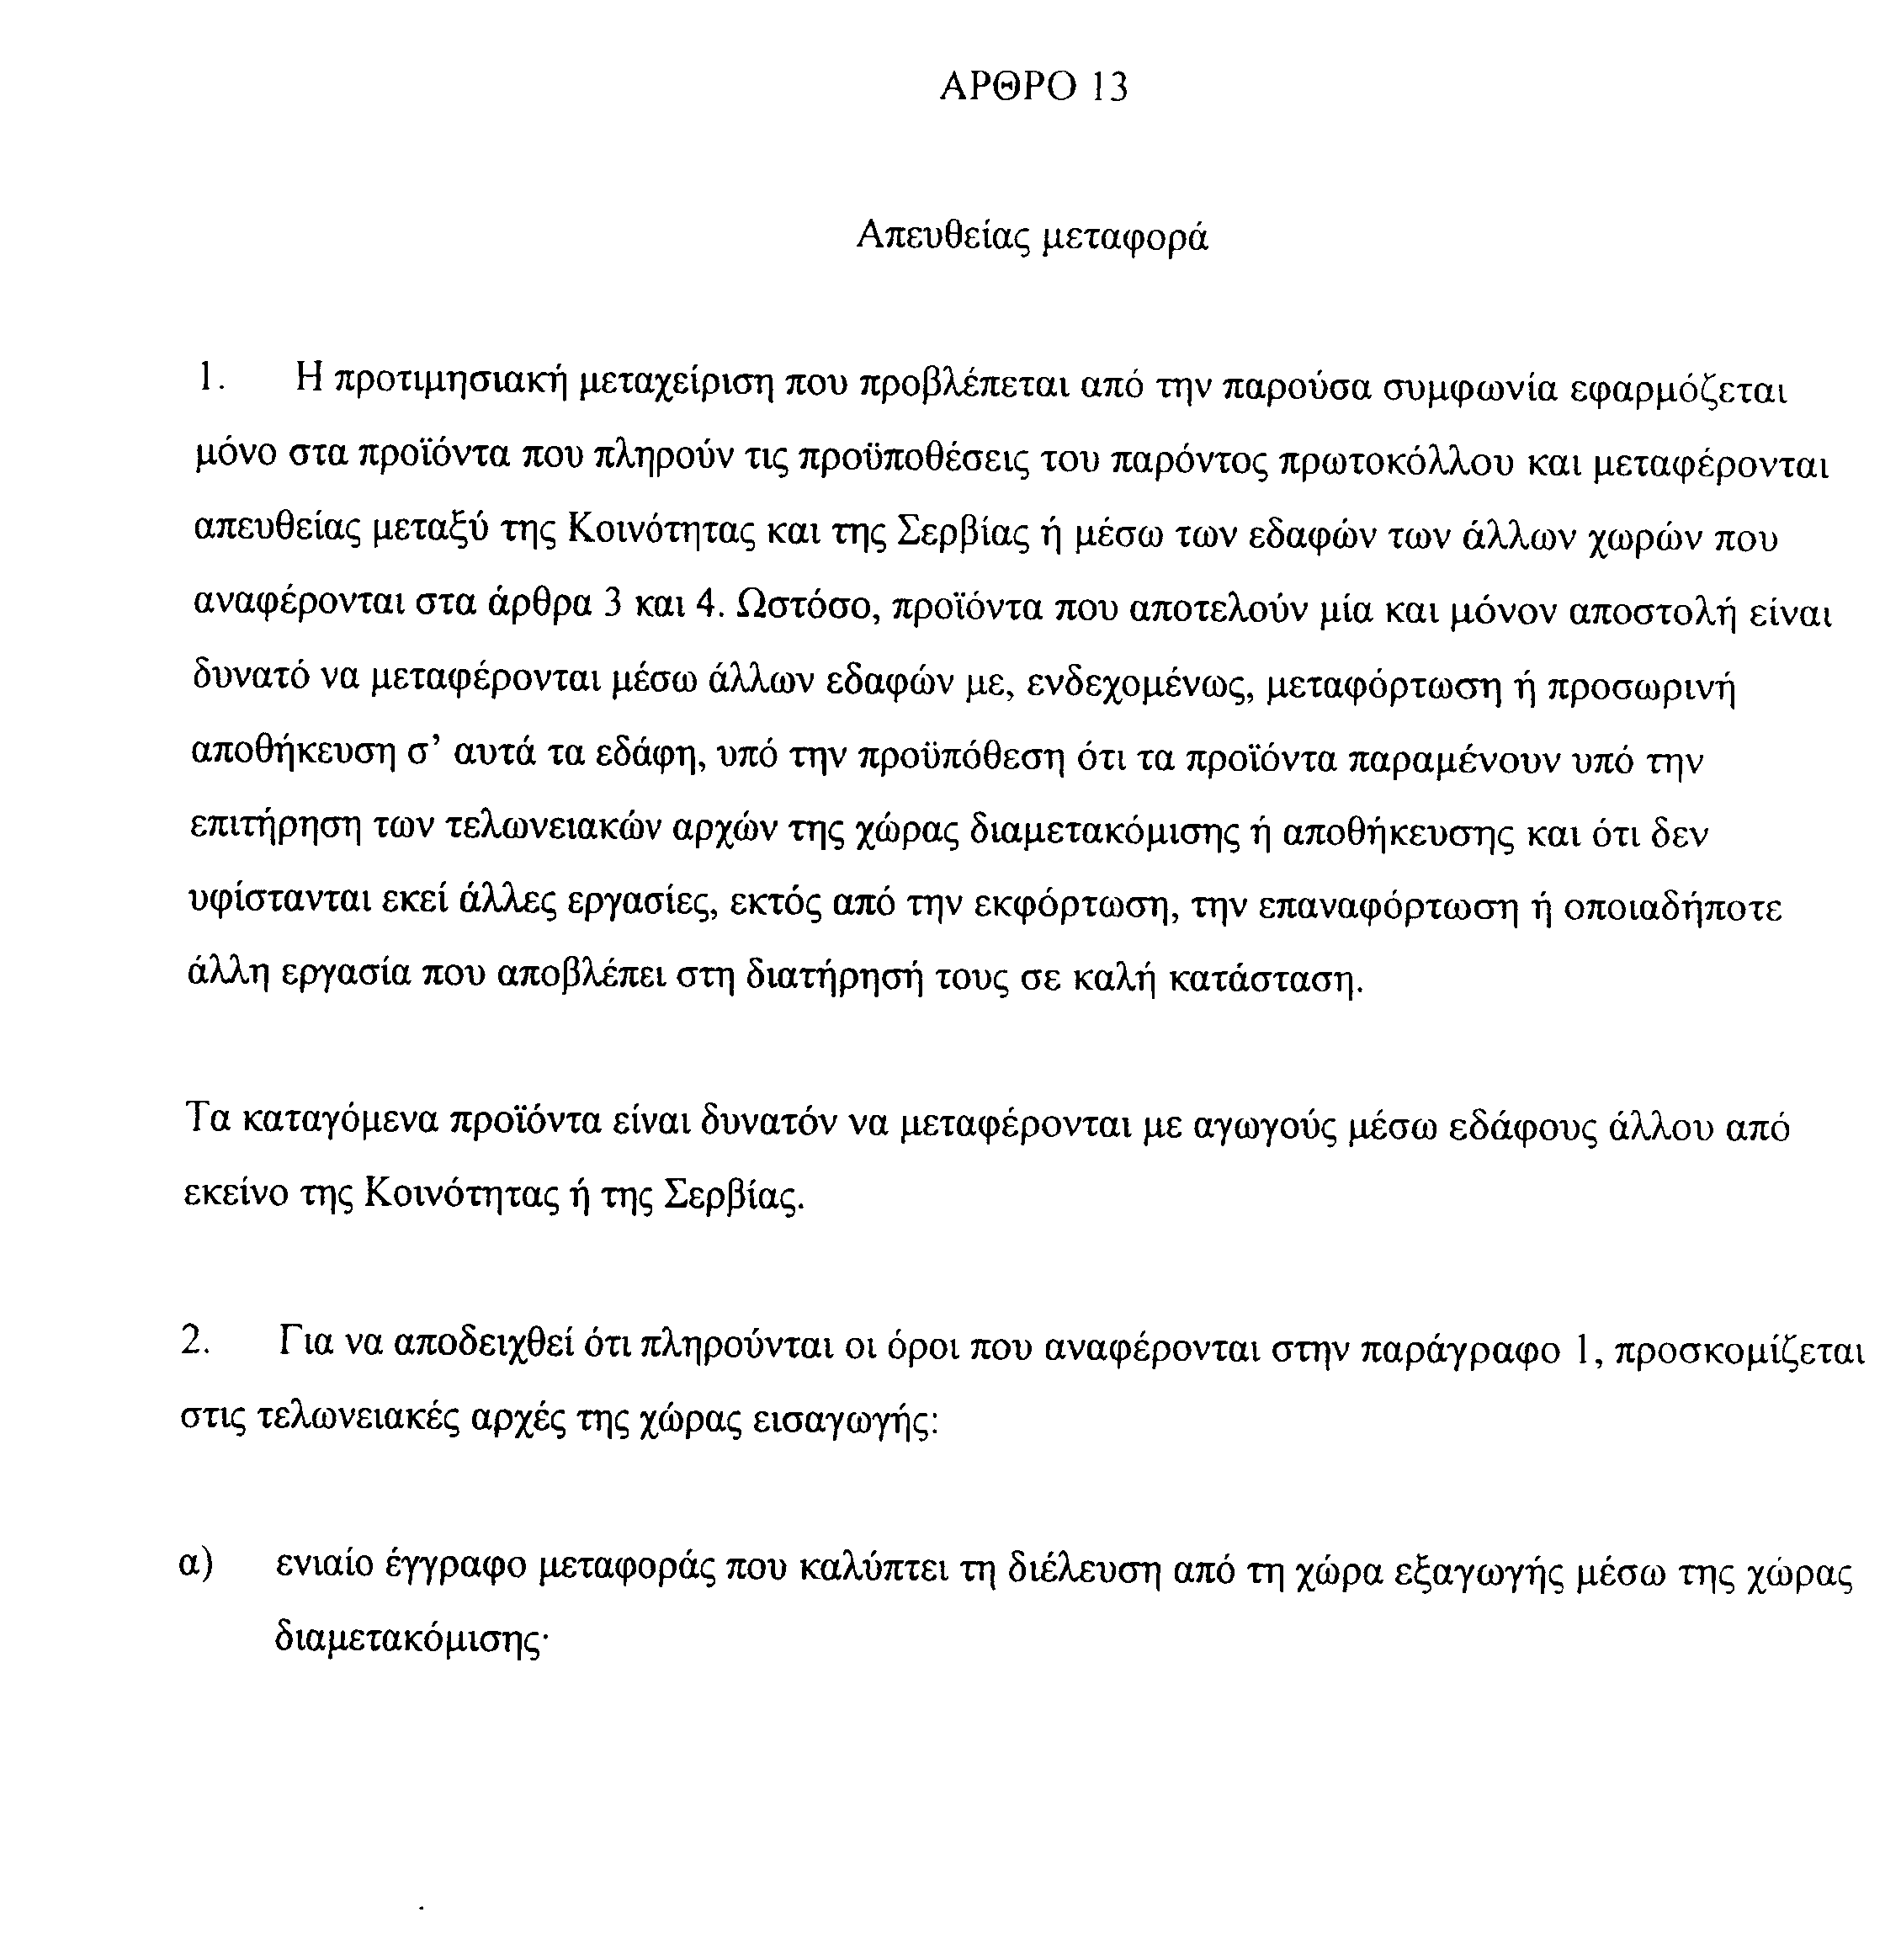 ΑΡΘΡΟ 13
Απευθείας μεταφορά
1. Η προτιμησιακή μεταχείριση που προβλέπεται από την παρούσα συμφωνία εφαρμόζεται
μόνο στα προϊόντα που πληρούν τις προϋποθέσεις του παρόντος πρωτοκόλλου και μεταφέρονται
απευθείας μεταξύ της Κοινότητας και της Σερβίας ή μέσω των εδαφών των άλλων χωρών που
αναφέρονται στα άρθρα 3 και 4. Ωστόσο, προϊόντα που αποτελούν μία και μόνον αποστολή είναι
δυνατό να μεταφέρονται μέσω άλλων εδαφών με, ενδεχομένως, μεταφόρτωση ή προσωρινή
αποθήκευση σ’ αυτά τα εδάφη, υπό την προϋπόθεση ότι τα προϊόντα παραμένουν υπό την
επιτήρηση των τελωνειακών αρχών της χώρας διαμετακόμισης ή αποθήκευσης και ότι δεν
υφίστανται εκεί άλλες εργασίες, εκτός από την εκφόρτωση, την επαναφόρτωση ή οποιαδήποτε
άλλη εργασία που αποβλέπει στη διατήρησή τους σε καλή κατάσταση.
Τα καταγόμενα προϊόντα είναι δυνατόν να μεταφέρονται με αγωγούς μέσω εδάφους άλλου από
εκείνο της Κοινότητας ή της Σερβίας.
2. Για να αποδειχθεί ότι πληρούνται οι όροι που αναφέρονται στην παράγραφο 1, προσκομίζεται
στις τελωνειακές αρχές της χώρας εισαγωγής:
α) ενιαίο έγγραφο μεταφοράς που καλύπτει τη διέλευση από τη χώρα εξαγωγής μέσω της χώρας
διαμετακόμισης·